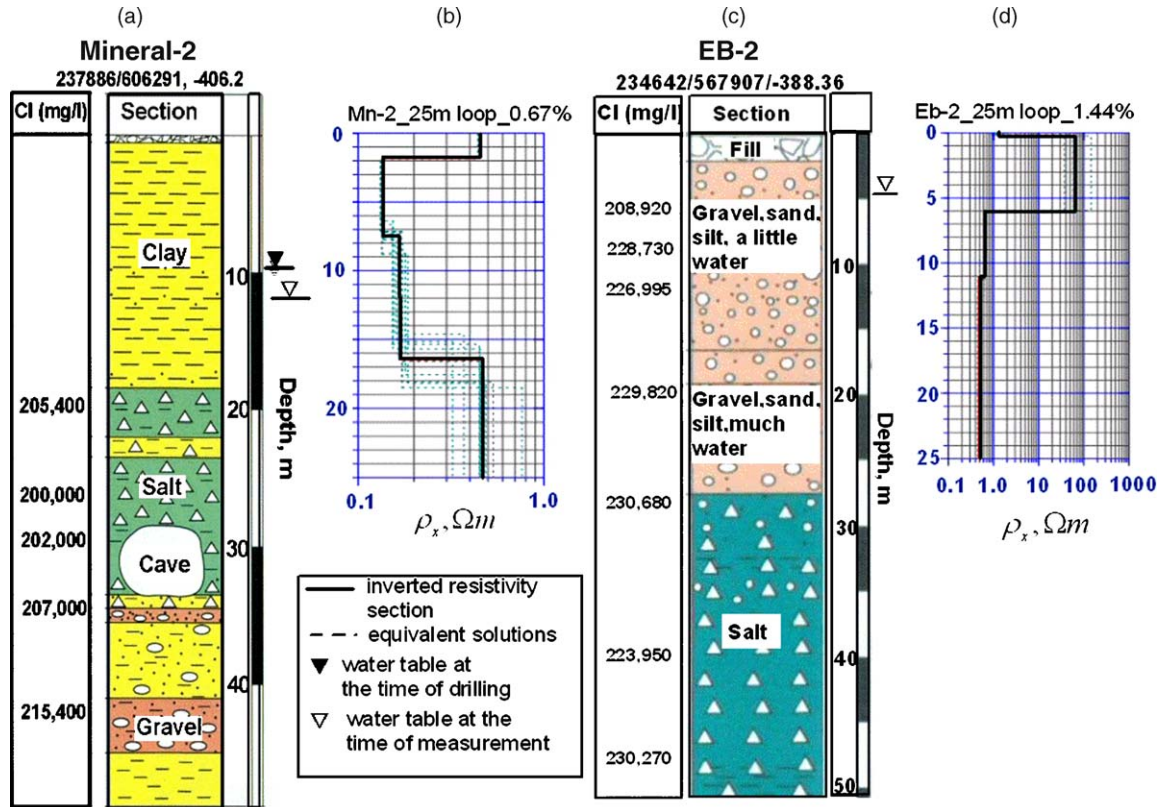 (a)
Mineral-2
237886/606291, -406.2
Cl (mg/l)
Section
Clay
Salt
Cave
Gravel
205,400
200,000
202,000
207,000
215,400
10
20
30
40
Depth, m
(b)
Mn-2_25m loop_0.67%
0
10
20
0.1
1.0
ρx, Ωm
inverted resistivity
section
equivalent solutions
water table at
the time of drilling
water table at the
time of measurement
(c)
EB-2
234642/567907/-388.36
Cl (mg/l)
Section
Fill
Gravel,sand,
silt, a little
water
Gravel,sand,
silt,much
water
Salt
208,920
228,730
226,995
229,820
230,680
223,950
230,270
10
20
30
40
50
Depth, m
(d)
Eb-2_25m loop_1.44%
0
5
10
15
20
25
0.1
1.0
10
100
1000
ρx, Ωm